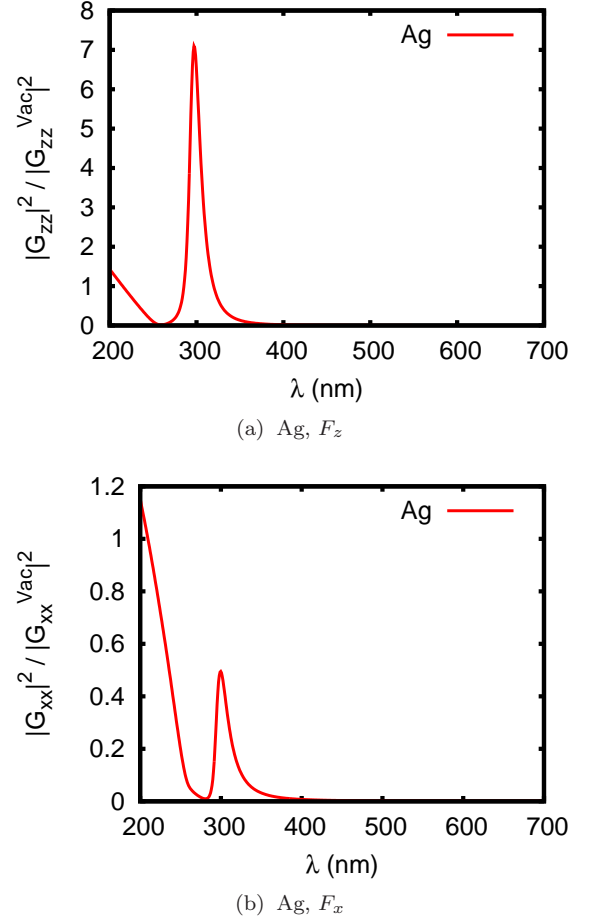 8
7
6
5
4
3
2
1
0
|G_zz|^2 / |G_zz^Vac|^2
Ag
200 300 400 500 600 700
λ (nm)
(a) Ag, F_z
1.2
1
0.8
0.6
0.4
0.2
0
|G_xx|^2 / |G_xx^Vac|^2
Ag
200 300 400 500 600 700
λ (nm)
(b) Ag, F_x